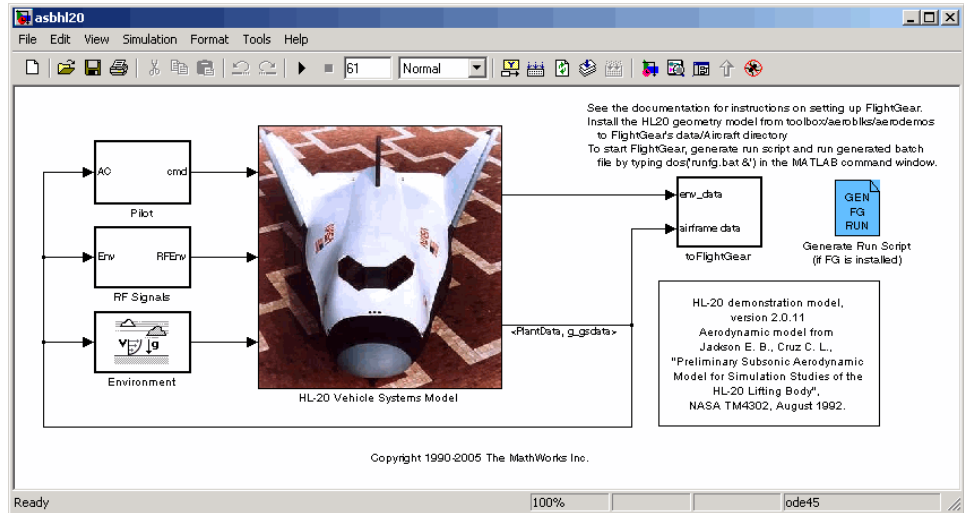 asbhl20
File Edit View Simulation Format Tools Help
61 Normal
See the documentation for instructions on setting up FlightGear.
Install the HL20 geometry model from toolbox/aeroblks/aerodemos
to FlightGear's data/Aircraft directory
To start FlightGear, generate run script and run generated batch
file by typing dos('runfg.bat &') in the MATLAB command window.
AC cmd
Pilot
Env RFEnv
RF Signals
V g
Environment
HL-20 Vehicle Systems Model
<PlantData, g_gsdata>
env_data
airframe data
toFlightGear
GEN
FG
RUN
Generate Run Script
(if FG is installed)
HL-20 demonstration model,
version 2.0.11
Aerodynamic model from
Jackson E. B., Cruz C. L.,
"Preliminary Subsonic Aerodynamic
Model for Simulation Studies of the
HL-20 Lifting Body",
NASA TM4302, August 1992.
Copyright 1990-2005 The MathWorks Inc.
Ready 100% ode45